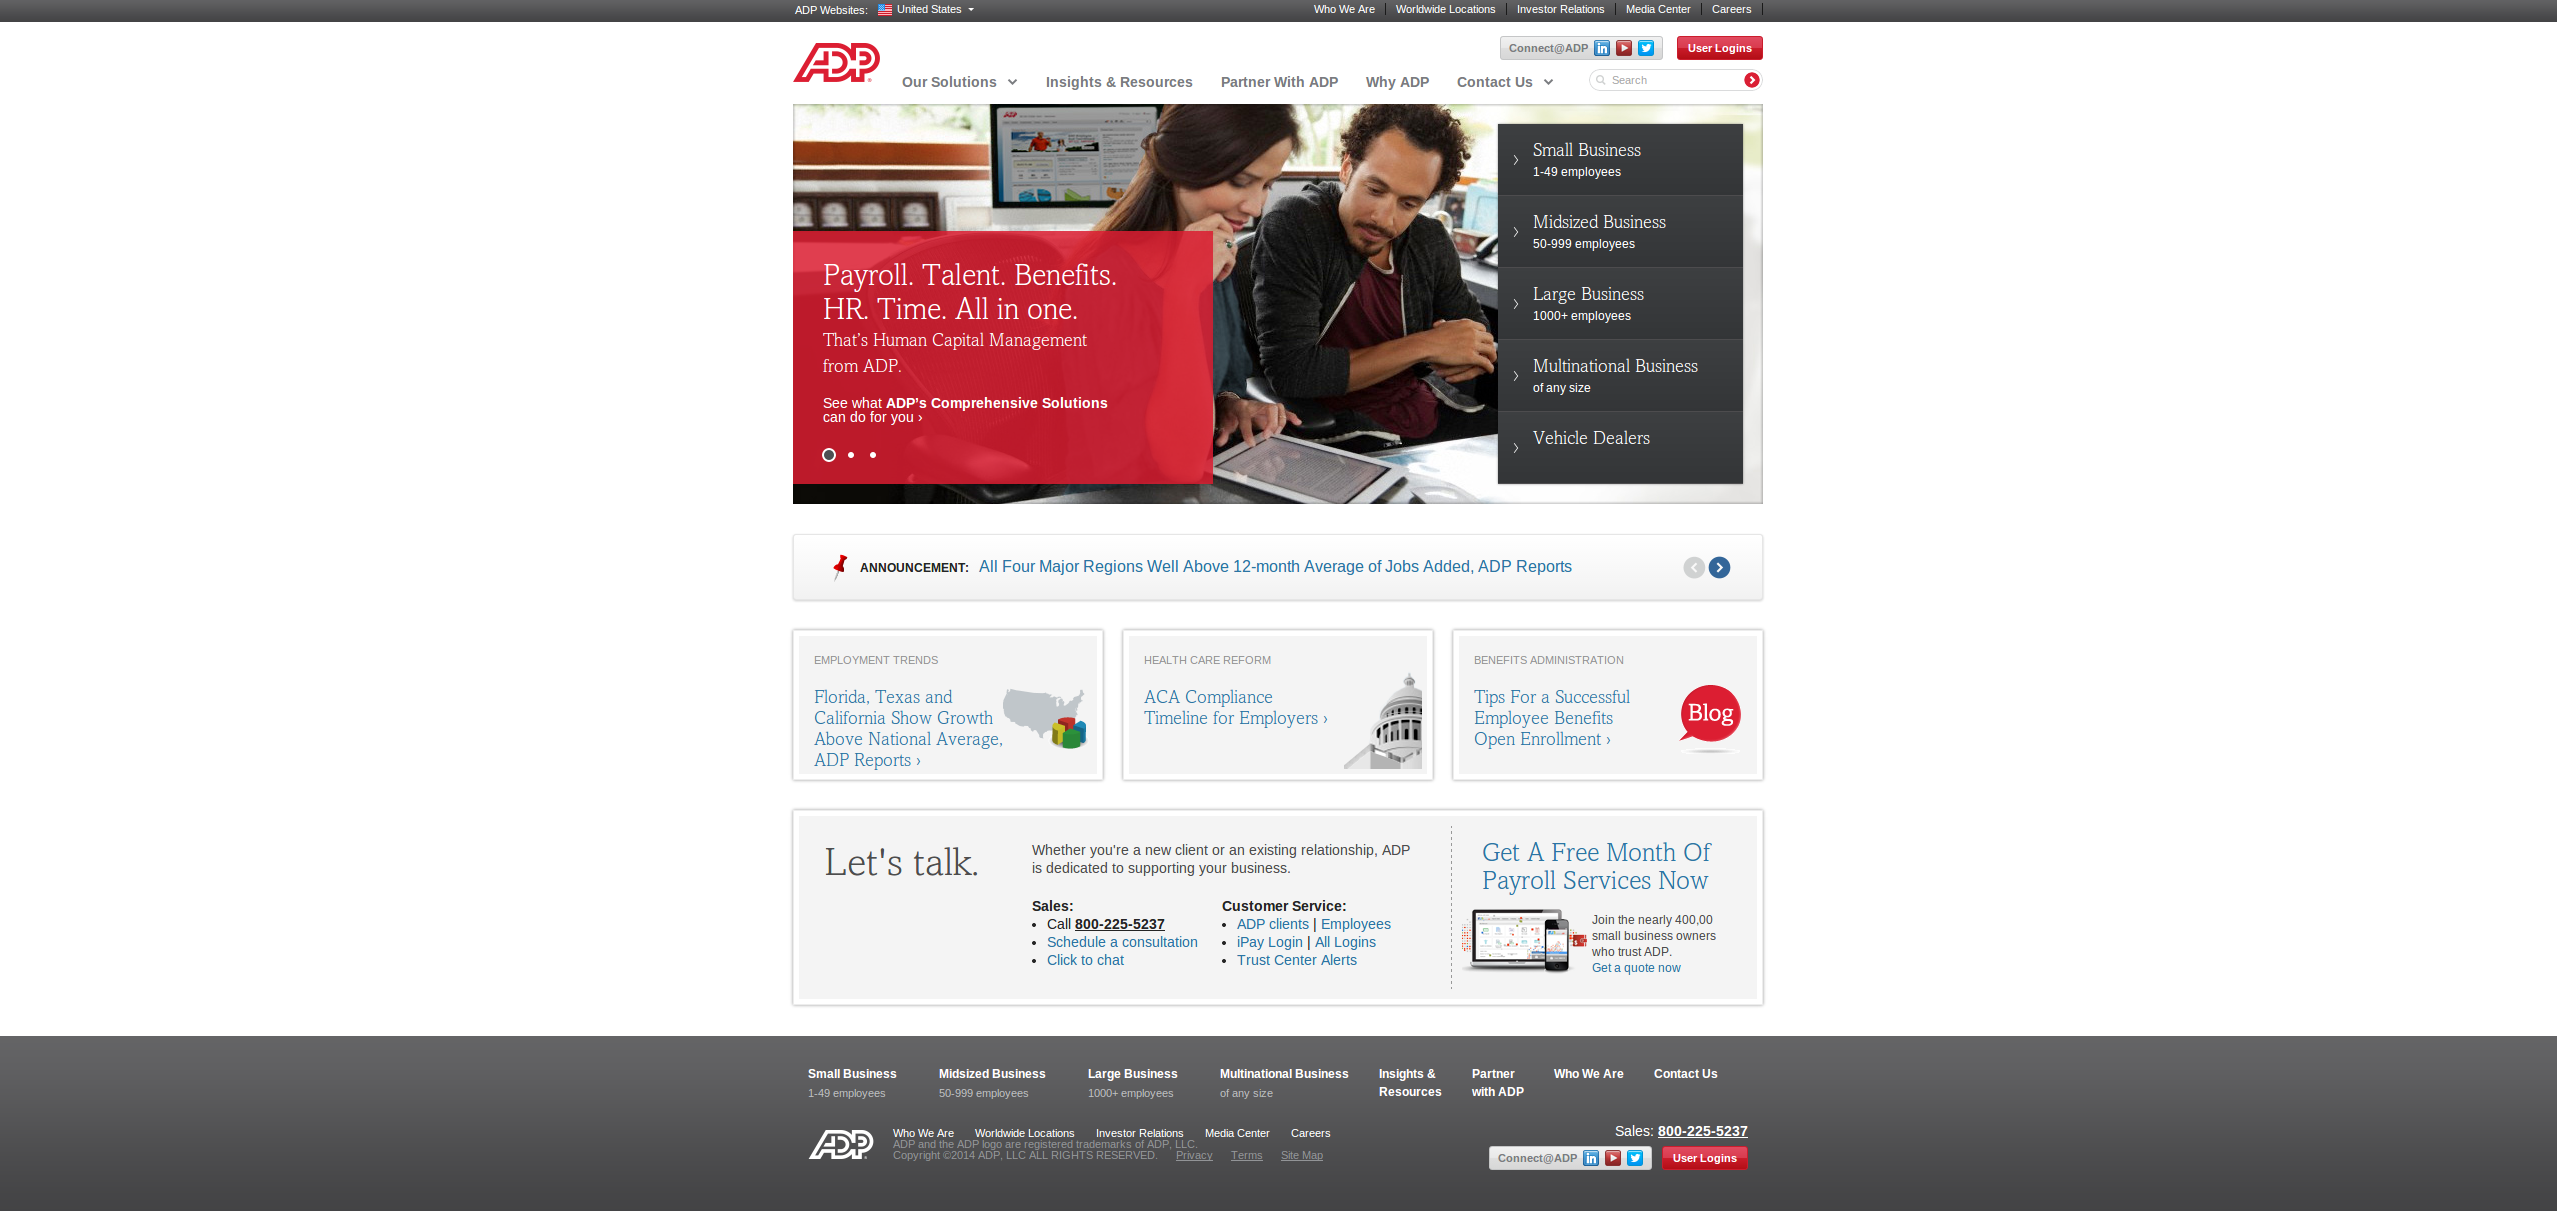 ADP Websites: United States
Who We Are Worldwide Locations Investor Relations Media Center Careers
ADP
Connect@ADP in User Logins
Our Solutions Insights & Resources Partner With ADP Why ADP Contact Us Search
Small Business
1-49 employees
Midsized Business
50-999 employees
Large Business
1000+ employees
Multinational Business
of any size
Vehicle Dealers
Payroll. Talent. Benefits.
HR. Time. All in one.
That's Human Capital Management
from ADP.
See what ADP's Comprehensive Solutions
can do for you ›
ANNOUNCEMENT: All Four Major Regions Well Above 12-month Average of Jobs Added, ADP Reports
EMPLOYMENT TRENDS
Florida, Texas and
California Show Growth
Above National Average,
ADP Reports ›
HEALTH CARE REFORM
ACA Compliance
Timeline for Employers ›
BENEFITS ADMINISTRATION
Tips For a Successful
Employee Benefits
Open Enrollment ›
Blog
Let's talk.
Whether you're a new client or an existing relationship, ADP
is dedicated to supporting your business.
Sales:
• Call 800-225-5237
• Schedule a consultation
• Click to chat
Customer Service:
• ADP clients | Employees
• iPay Login | All Logins
• Trust Center Alerts
Get A Free Month Of
Payroll Services Now
Join the nearly 400,00
small business owners
who trust ADP.
Get a quote now
Small Business
1-49 employees
Midsized Business
50-999 employees
Large Business
1000+ employees
Multinational Business
of any size
Insights &
Resources
Partner
with ADP
Who We Are
Contact Us
ADP
Who We Are Worldwide Locations Investor Relations Media Center Careers
ADP and the ADP logo are registered trademarks of ADP, LLC.
Copyright ©2014 ADP, LLC ALL RIGHTS RESERVED. Privacy Terms Site Map
Sales: 800-225-5237
Connect@ADP in User Logins